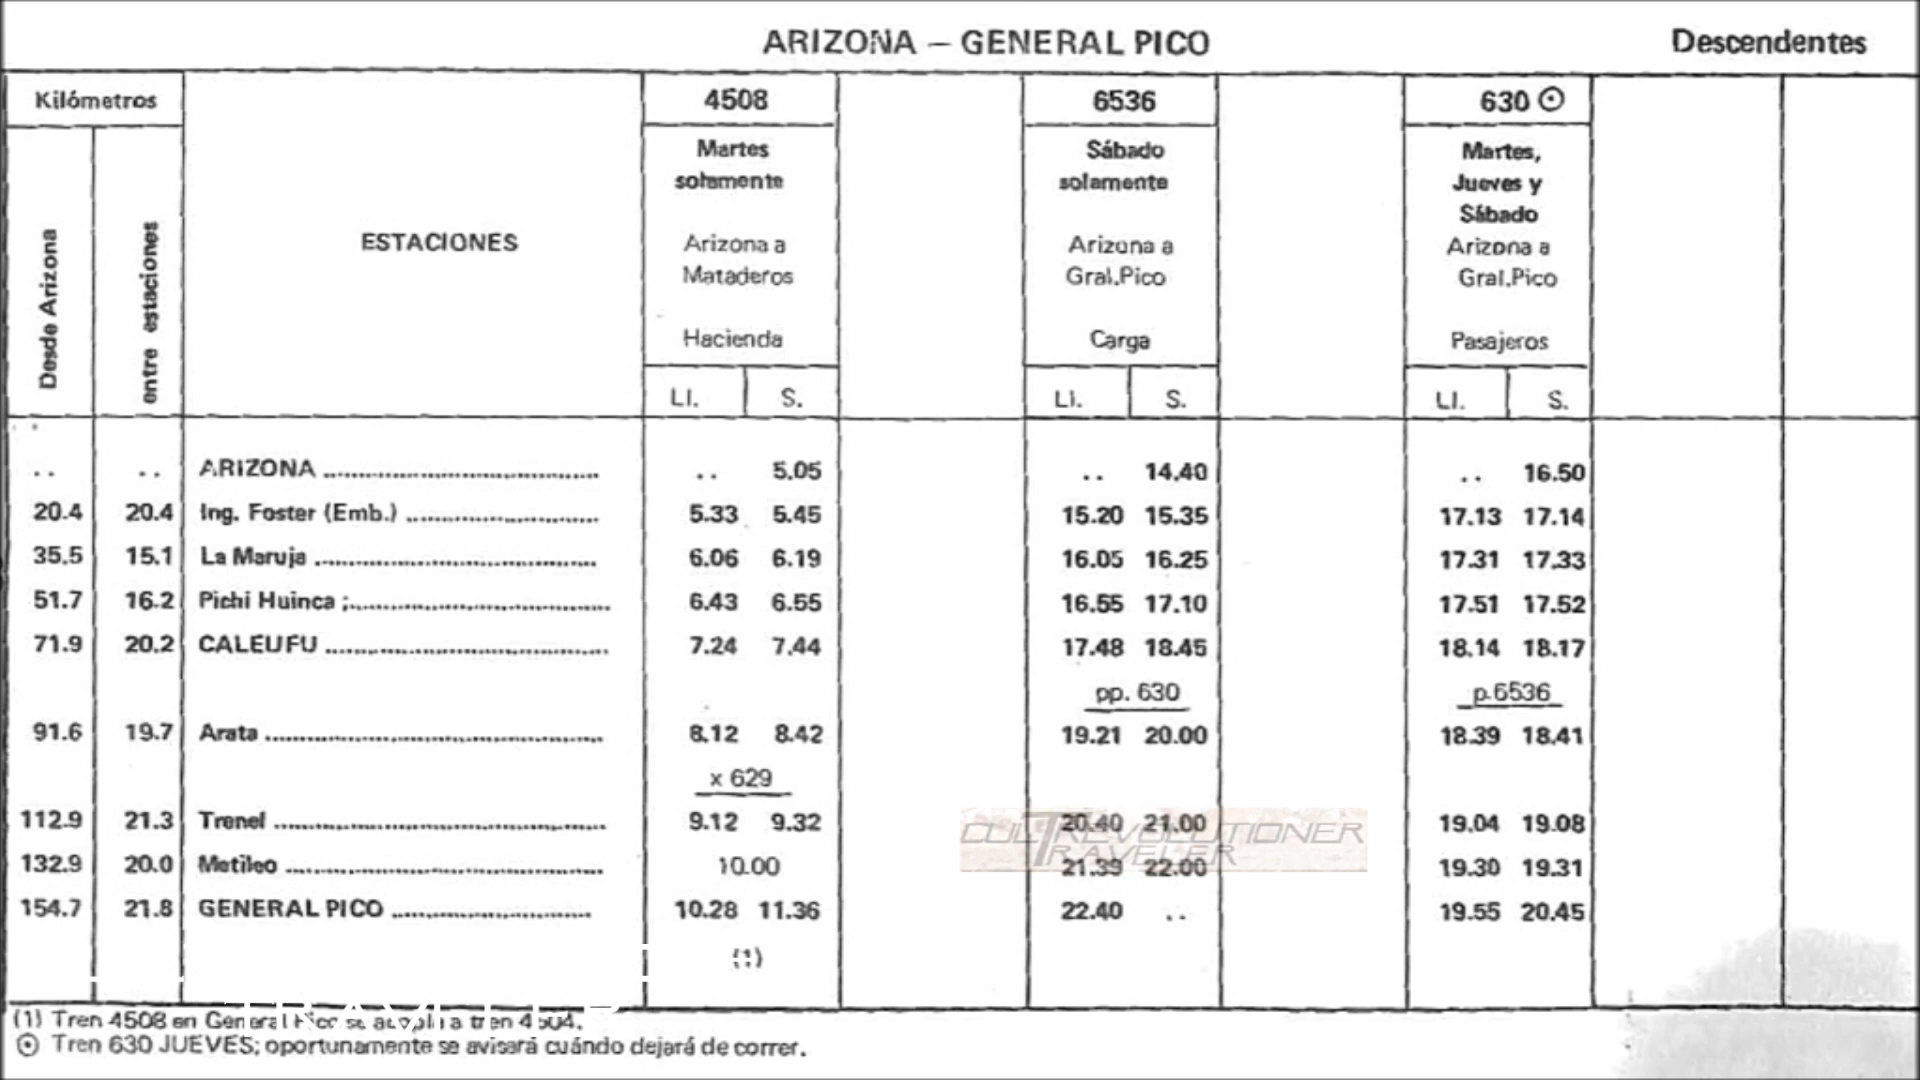 ARIZONA – GENERAL PICO
Descendentes
Kilómetros
4508
6536
630 ⊙
Desde Arizona
entre estaciones
ESTACIONES
Martes
solamente
Arizona a
Mataderos
Hacienda
Sábado
solamente
Arizona a
Gral.Pico
Carga
Martes,
Jueves y
Sábado
Arizona a
Gral.Pico
Pasajeros
Ll. S. Ll. S. Ll. S.
.. .. ARIZONA .. 5.05 .. 14.40 .. 16.50
20.4 20.4 Ing. Foster (Emb.) 5.33 5.45 15.20 15.35 17.13 17.14
35.5 15.1 La Maruja 6.06 6.19 16.05 16.25 17.31 17.33
51.7 16.2 Pichi Huinca 6.43 6.55 16.55 17.10 17.51 17.52
71.9 20.2 CALEUFU 7.24 7.44 17.48 18.45 18.14 18.17
pp. 630 p.6536
91.6 19.7 Arata 8.12 8.42 19.21 20.00 18.39 18.41
x 629
112.9 21.3 Trenel 9.12 9.32 20.40 21.00 19.04 19.08
132.9 20.0 Metileo 10.00 21.39 22.00 19.30 19.31
154.7 21.8 GENERAL PICO 10.28 11.36 22.40 .. 19.55 20.45
(1)
(1) Tren 4508 en General Pico se acopla a tren 4504.
⊙ Tren 630 JUEVES; oportunamente se avisará cuándo dejará de correr.